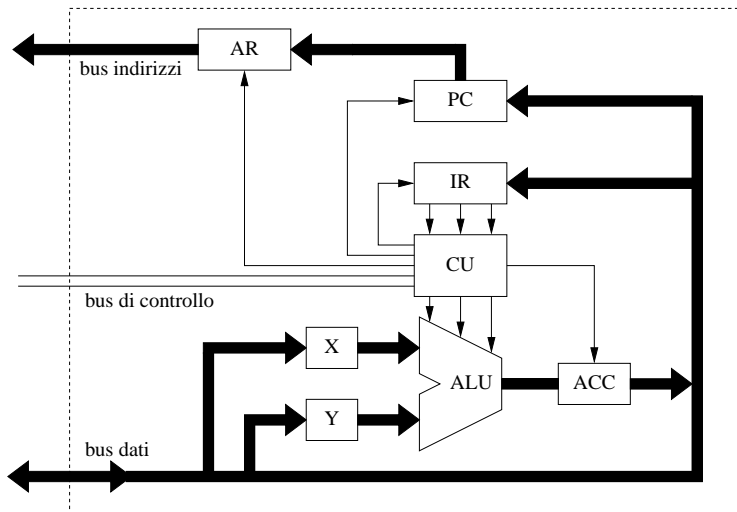 AR
bus indirizzi
PC
IR
CU
bus di controllo
X
ALU
ACC
Y
bus dati